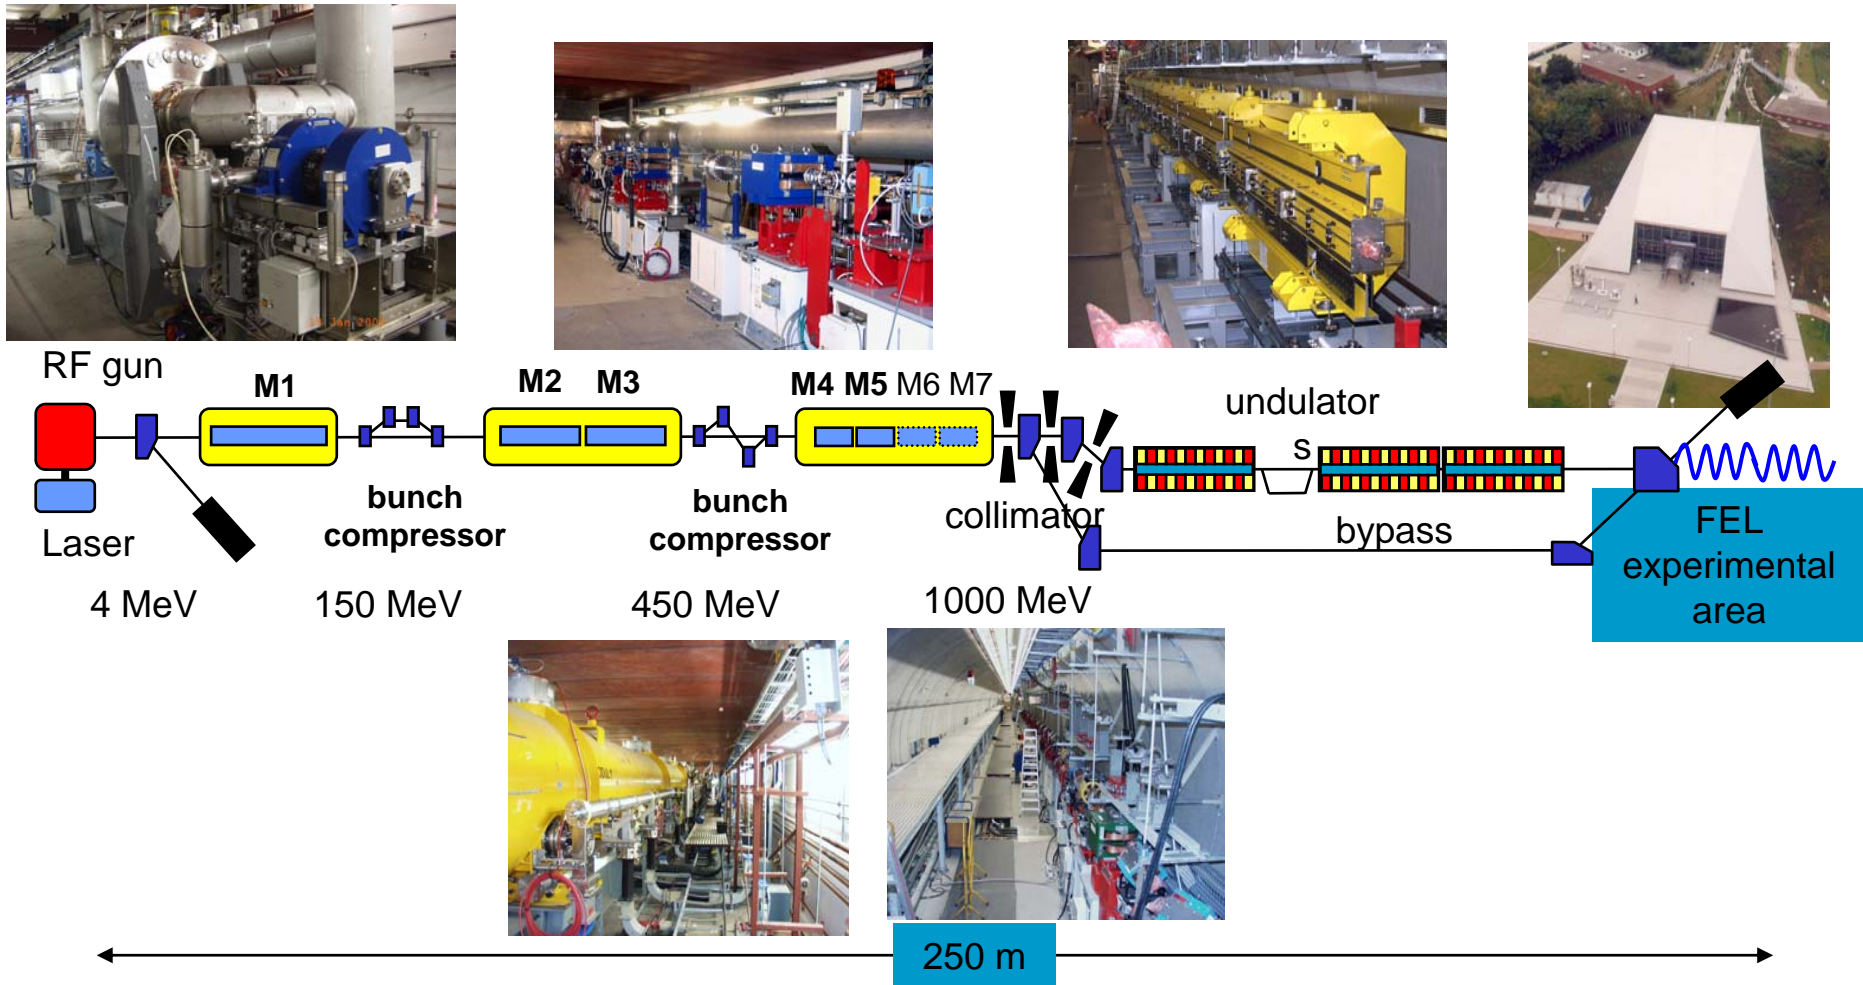 RF gun
M1
M2 M3
M4 M5 M6 M7
undulator
s
Laser
bunch
compressor
bunch
compressor
collimator
bypass
FEL
experimental
area
4 MeV
150 MeV
450 MeV
1000 MeV
250 m